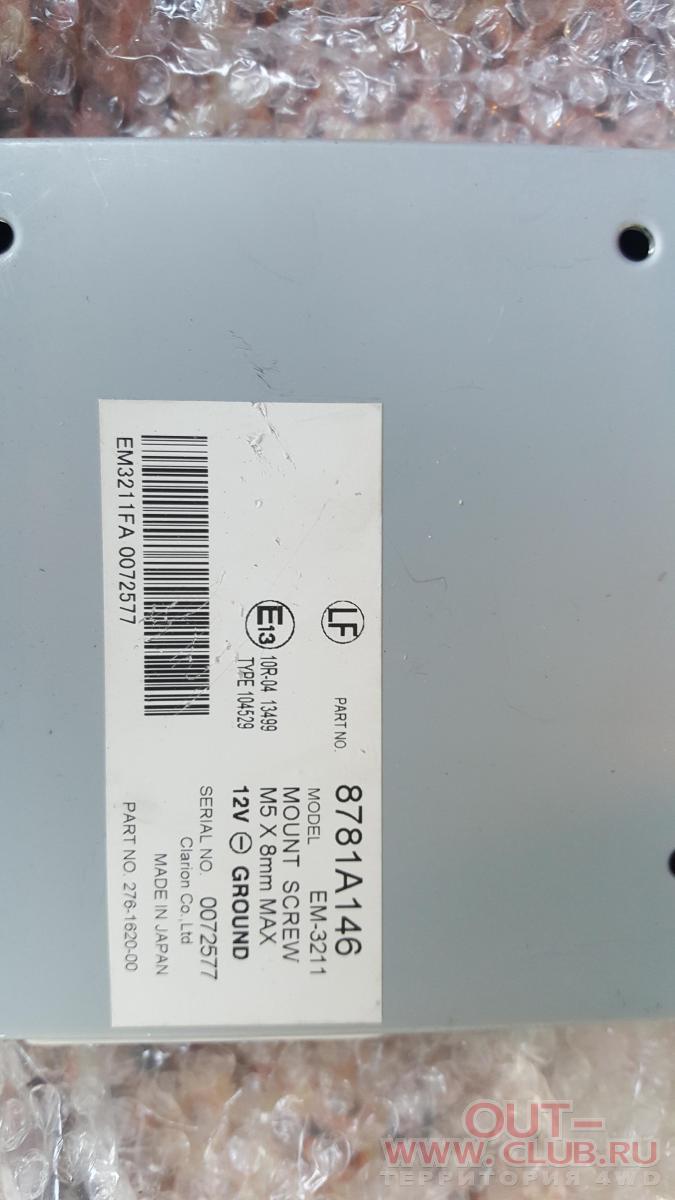 LF
PART NO. 8781A146
MODEL EM-3211
MOUNT SCREW
M5 X 8mm MAX
E13 10R-04 13499
TYPE 104529
12V ⊖ GROUND
SERIAL NO. 0072577
Clarion Co., Ltd
MADE IN JAPAN
EM3211FA 0072577
PART NO. 276-1620-00
OUT-
WWW.CLUB.RU
ТЕРРИТОРИЯ 4WD